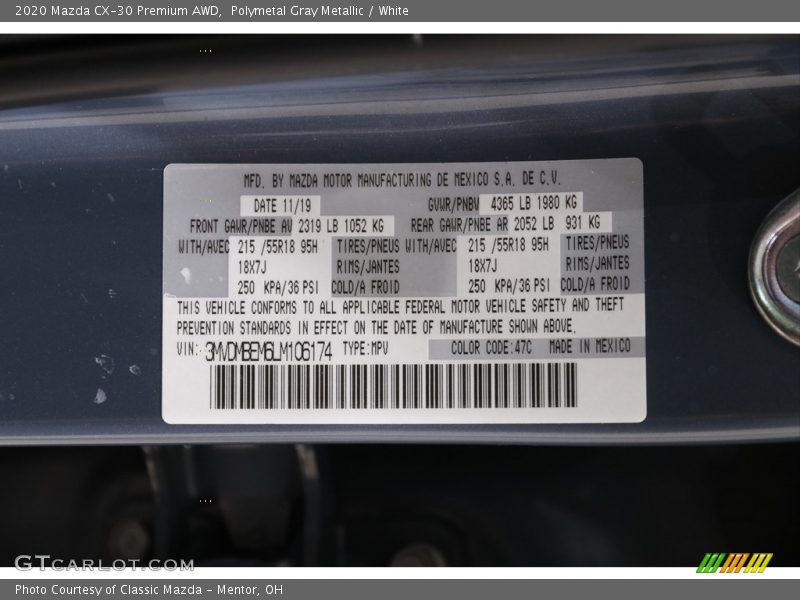 2020 Mazda CX-30 Premium AWD, Polymetal Gray Metallic / White
MFD. BY MAZDA MOTOR MANUFACTURING DE MEXICO S.A. DE C.V.
DATE 11/19 GVWR/PNBV 4365 LB 1980 KG
FRONT GAWR/PNBE AV 2319 LB 1052 KG REAR GAWR/PNBE AR 2052 LB 931 KG
WITH/AVEC 215 /55R18 95H TIRES/PNEUS WITH/AVEC 215 /55R18 95H TIRES/PNEUS
18X7J RIMS/JANTES 18X7J RIMS/JANTES
250 KPA/36 PSI COLD/A FROID 250 KPA/36 PSI COLD/A FROID
THIS VEHICLE CONFORMS TO ALL APPLICABLE FEDERAL MOTOR VEHICLE SAFETY AND THEFT
PREVENTION STANDARDS IN EFFECT ON THE DATE OF MANUFACTURE SHOWN ABOVE.
VIN: 3MVDMBEM6LM106174 TYPE:MPV COLOR CODE:47C MADE IN MEXICO
GTCARLOT.COM
Photo Courtesy of Classic Mazda - Mentor, OH